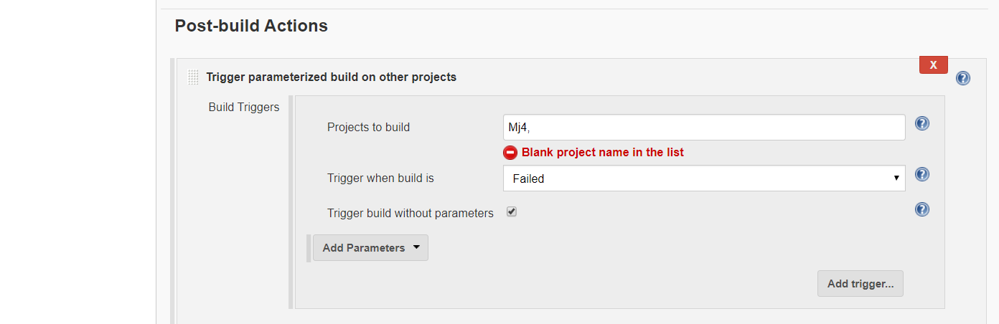 Post-build Actions
X
Trigger parameterized build on other projects
?
Build Triggers
Projects to build
Mj4,
?
Blank project name in the list
Trigger when build is
Failed
?
Trigger build without parameters
?
Add Parameters
Add trigger...